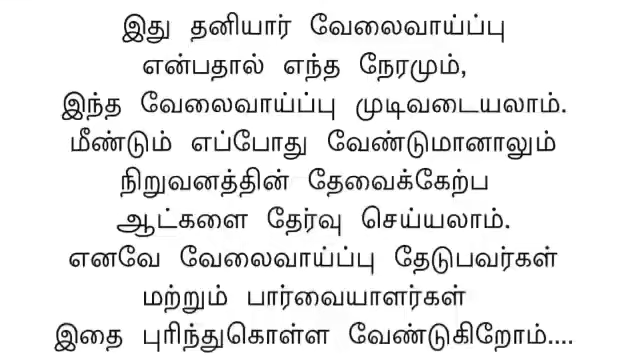 இது தனியார் வேலைவாய்ப்பு
என்பதால் எந்த நேரமும்,
இந்த வேலைவாய்ப்பு முடிவடையலாம்.
மீண்டும் எப்போது வேண்டுமானாலும்
நிறுவனத்தின் தேவைக்கேற்ப
ஆட்களை தேர்வு செய்யலாம்.
எனவே வேலைவாய்ப்பு தேடுபவர்கள்
மற்றும் பார்வையாளர்கள்
இதை புரிந்துகொள்ள வேண்டுகிறோம்....